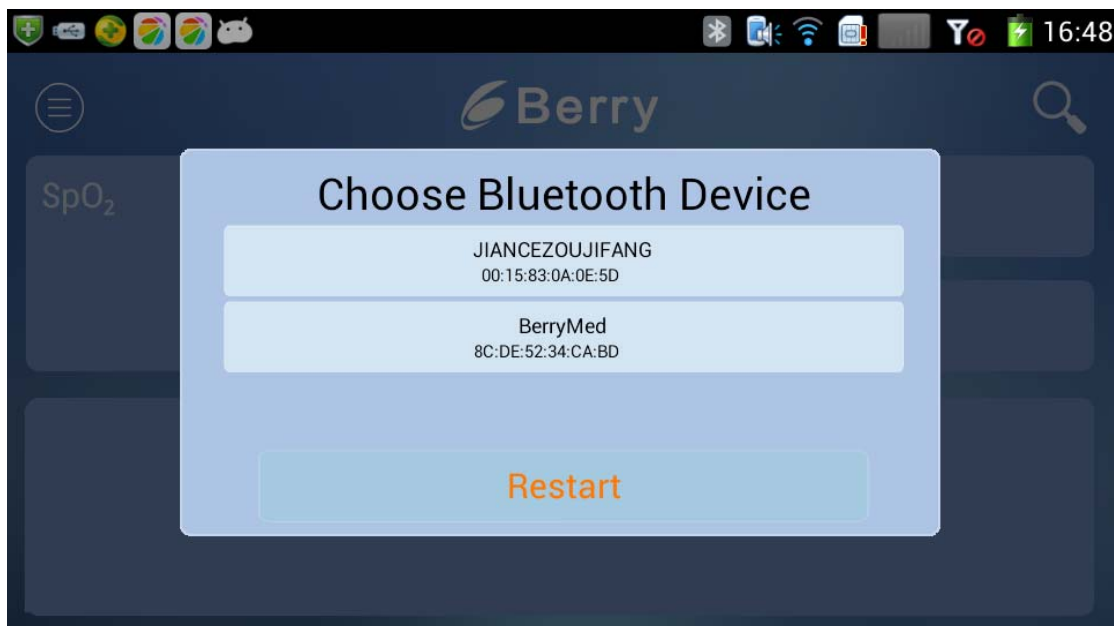 16:48
Berry
SpO₂
Choose Bluetooth Device
JIANCEZOUJIFANG
00:15:83:0A:0E:5D
BerryMed
8C:DE:52:34:CA:BD
Restart